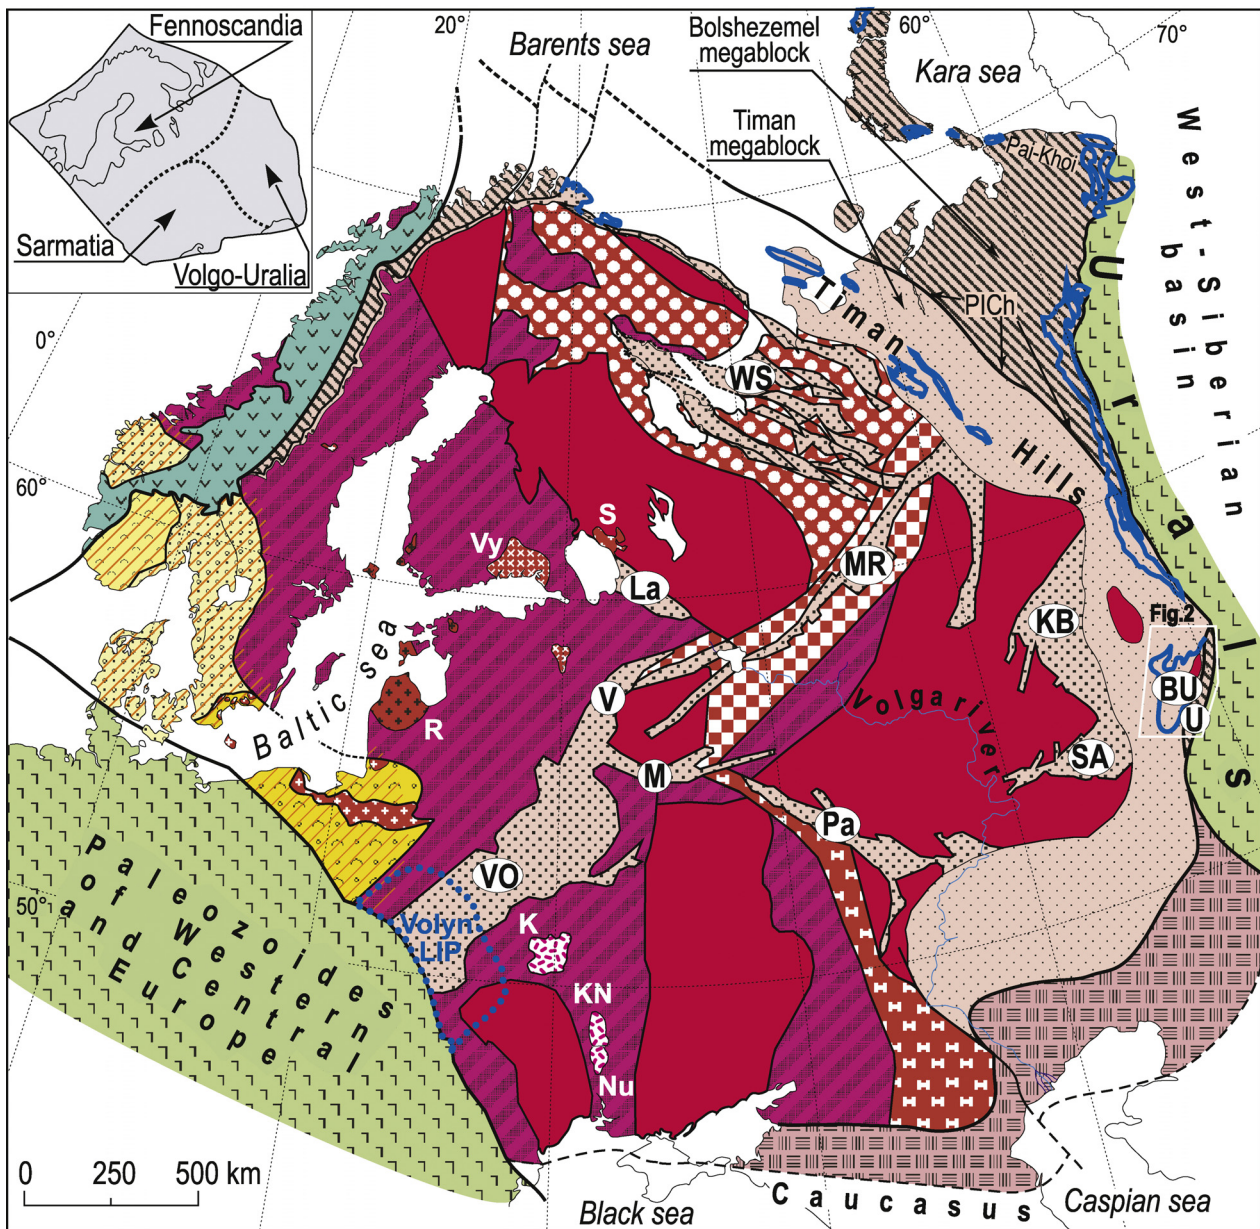 Fennoscandia
Sarmatia
Volgo-Uralia
20°
Barents sea
Bolshezemel
megablock
60°
Kara sea
70°
Timan
megablock
Pai-Khoi
West-Siberian
basin
Urals
PlCh
Timan
Hills
0°
WS
60°
S
Vy
La
MR
KB
Fig.2
BU
U
Baltic sea
R
V
Volga river
M
SA
Pa
VO
Paleozoides
of Western
and Central
Europe
50°
Volyn
LIP
K
KN
Nu
0 250 500 km
Black sea
Caucasus
Caspian sea